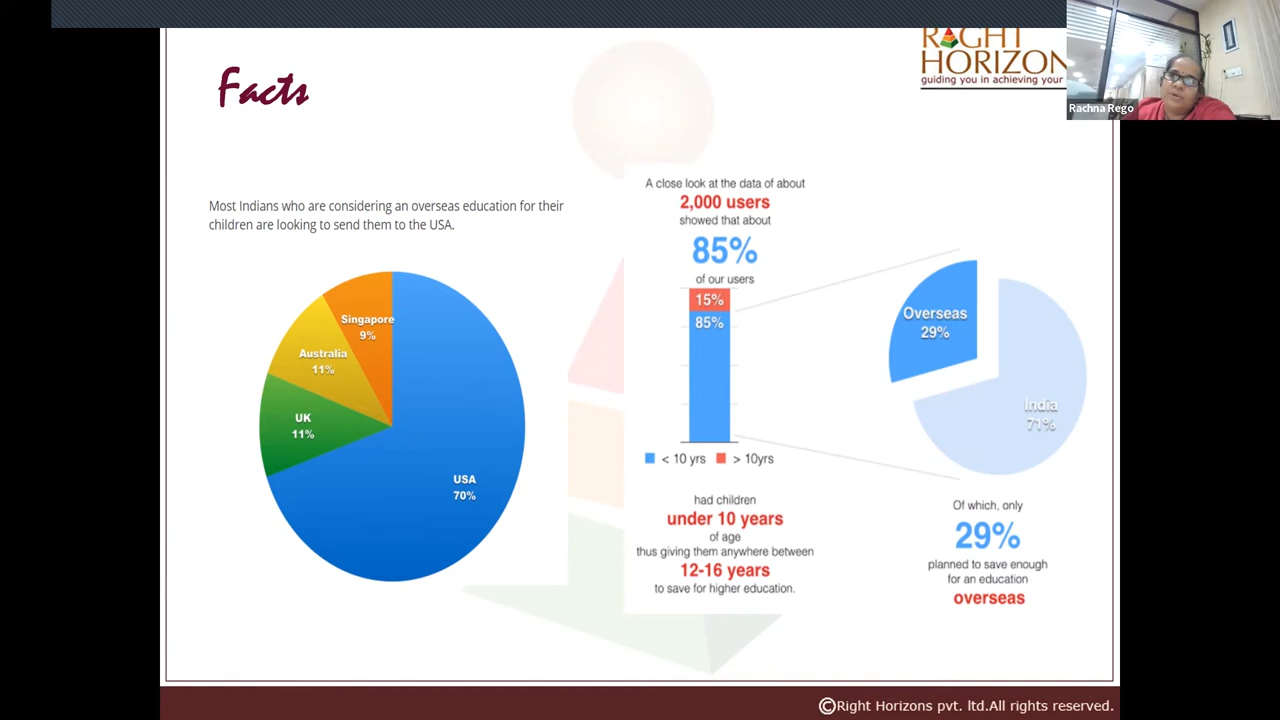 Facts
RIGHT
HORIZON
guiding you in achieving your
Rachna Rego
Most Indians who are considering an overseas education for their
children are looking to send them to the USA.
Singapore
9%
Australia
11%
UK
11%
USA
70%
A close look at the data of about
2,000 users
showed that about
85%
of our users
15%
85%
< 10 yrs > 10yrs
had children
under 10 years
of age
thus giving them anywhere between
12-16 years
to save for higher education.
Overseas
29%
India
71%
Of which, only
29%
planned to save enough
for an education
overseas
©Right Horizons pvt. ltd.All rights reserved.